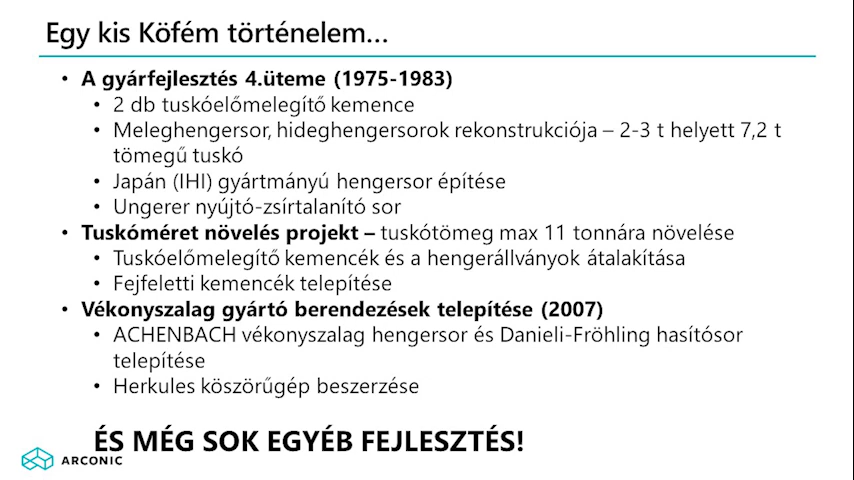 Egy kis Köfém történelem...
• A gyárfejlesztés 4.üteme (1975-1983)
• 2 db tuskóelőmelegítő kemence
• Meleghengersor, hideghengersorok rekonstrukciója – 2-3 t helyett 7,2 t
tömegű tuskó
• Japán (IHI) gyártmányú hengersor építése
• Ungerer nyújtó-zsírtalanító sor
• Tuskóméret növelés projekt – tuskótömeg max 11 tonnára növelése
• Tuskóelőmelegítő kemencék és a hengerállványok átalakítása
• Fejfeletti kemencék telepítése
• Vékonyszalag gyártó berendezések telepítése (2007)
• ACHENBACH vékonyszalag hengersor és Danieli-Fröhling hasítósor
telepítése
• Herkules köszörűgép beszerzése
ÉS MÉG SOK EGYÉB FEJLESZTÉS!
ARCONIC